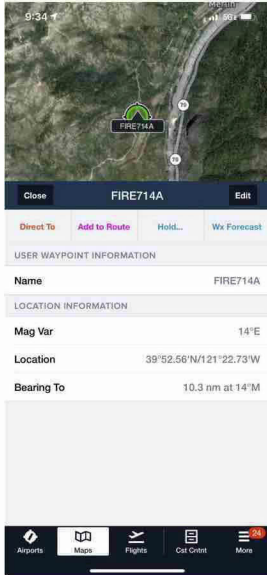 9:34
5GE
Merlin
70
FIRE714A
70
Close FIRE714A Edit
Direct To Add to Route Hold... Wx Forecast
USER WAYPOINT INFORMATION
Name FIRE714A
LOCATION INFORMATION
Mag Var 14°E
Location 39°52.56'N/121°22.73'W
Bearing To 10.3 nm at 14°M
24
Airports Maps Flights Cst Cntnt More